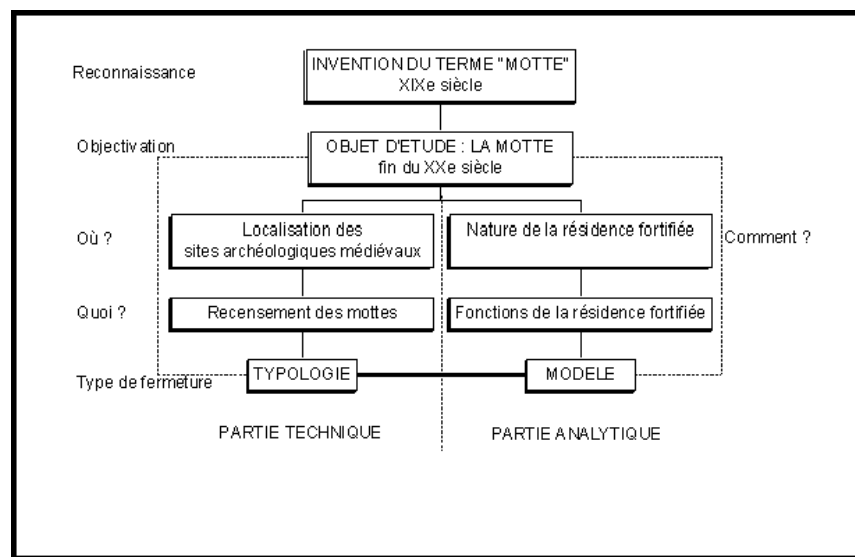 Reconnaissance
INVENTION DU TERME "MOTTE"
XIXe siècle
Objectivation
OBJET D'ETUDE : LA MOTTE
fin du XXe siècle
Où ?
Localisation des
sites archéologiques médiévaux
Nature de la résidence fortifiée
Comment ?
Quoi ?
Recensement des mottes
Fonctions de la résidence fortifiée
Type de fermeture
TYPOLOGIE
MODELE
PARTIE TECHNIQUE
PARTIE ANALYTIQUE